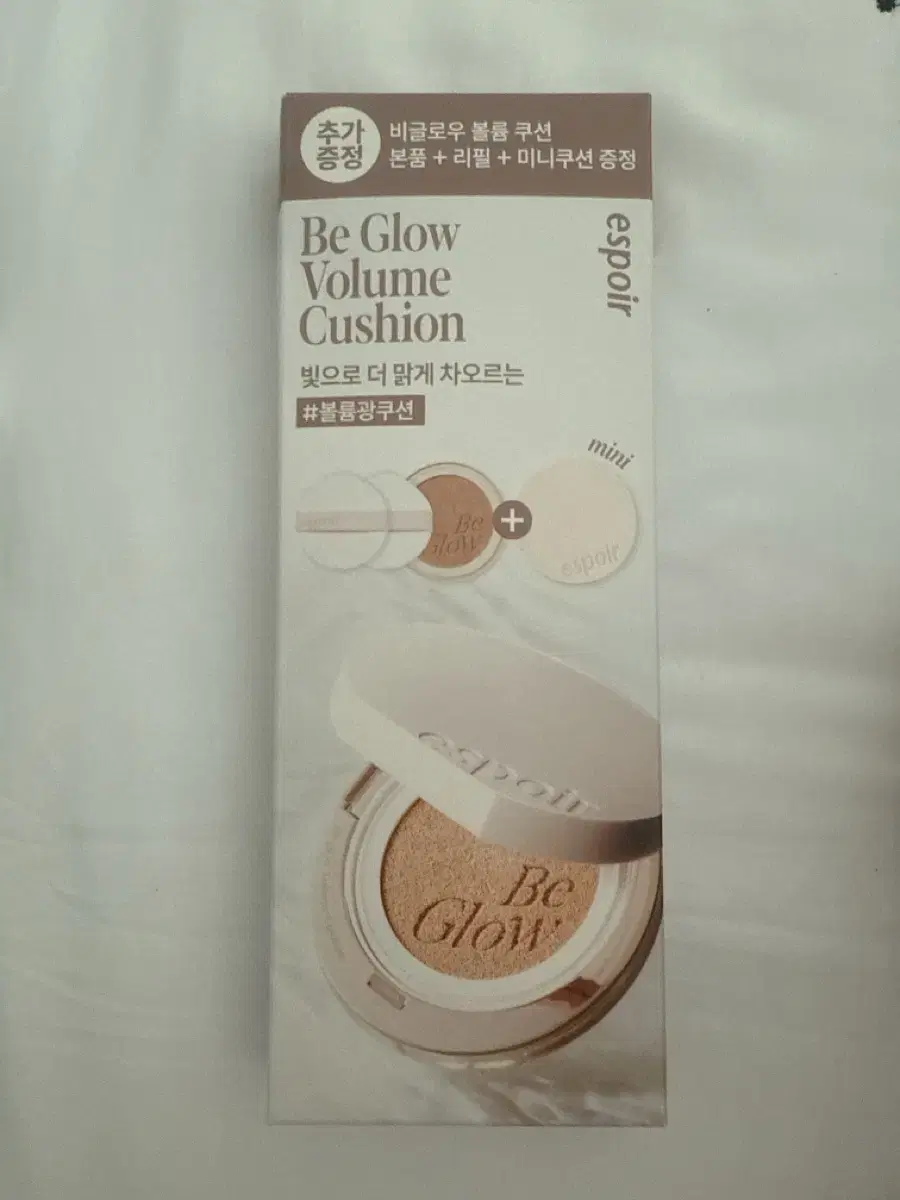 추가
증정
비글로우 볼륨 쿠션
본품 + 리필 + 미니쿠션 증정
Be Glow
Volume
Cushion
espoir
빛으로 더 맑게 차오르는
#볼륨광쿠션
mini
Be
Glow
+
espoir
espoir
Be
Glow